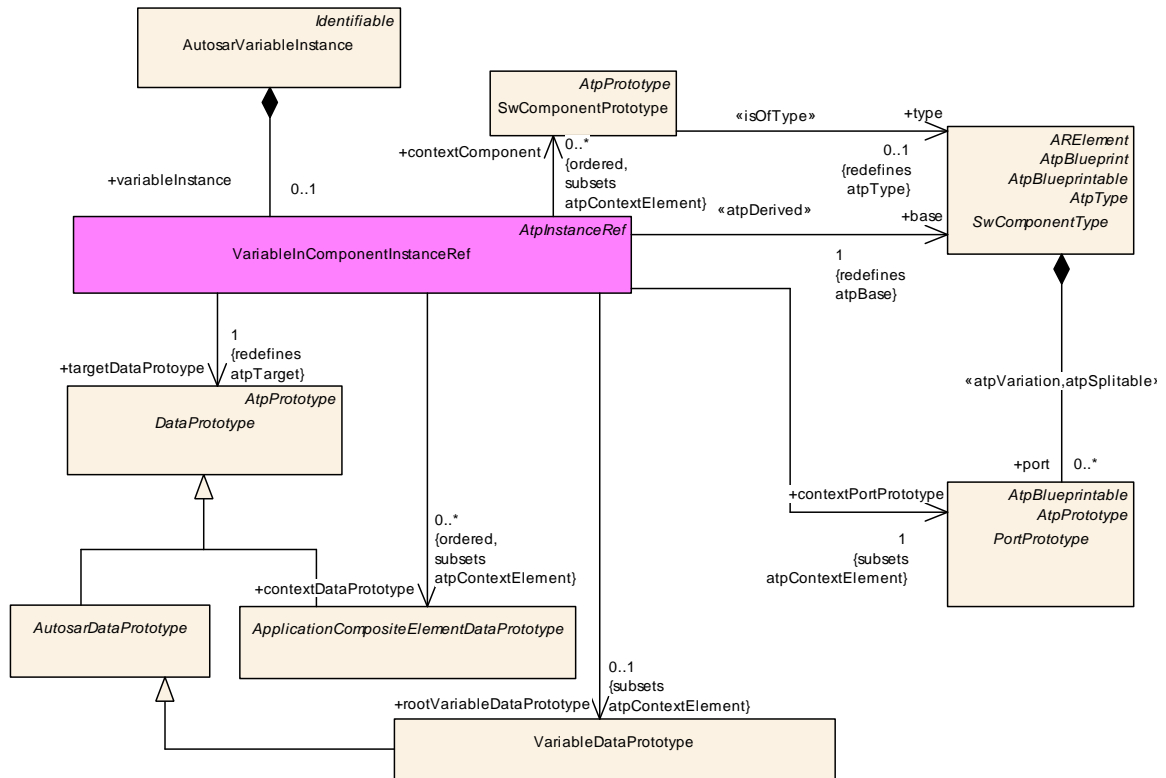 Identifiable
AutosarVariableInstance
AtpPrototype
SwComponentPrototype
«isOfType»
+type
0..1
{redefines
atpType}
ARElement
AtpBlueprint
AtpBlueprintable
AtpType
SwComponentType
+contextComponent
0..*
{ordered,
subsets
atpContextElement}
+variableInstance
0..1
«atpDerived»
+base
1
{redefines
atpBase}
AtpInstanceRef
VariableInComponentInstanceRef
1
{redefines
atpTarget}
+targetDataProtoype
AtpPrototype
DataPrototype
«atpVariation,atpSplitable»
+port
0..*
+contextPortPrototype
1
{subsets
atpContextElement}
AtpBlueprintable
AtpPrototype
PortPrototype
0..*
{ordered,
subsets
atpContextElement}
+contextDataPrototype
AutosarDataPrototype
ApplicationCompositeElementDataPrototype
0..1
{subsets
atpContextElement}
+rootVariableDataPrototype
VariableDataPrototype